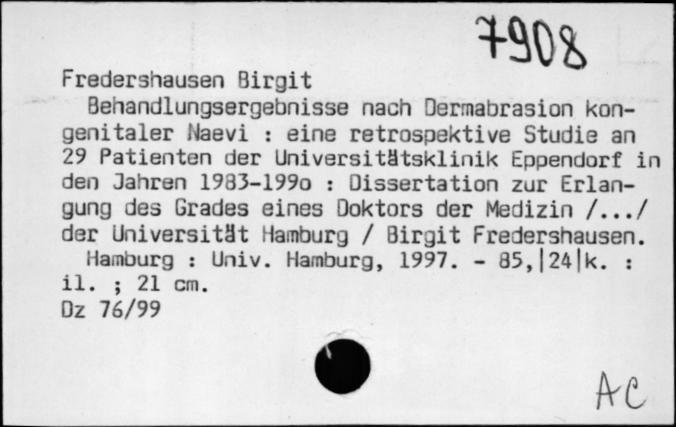 7908
Fredershausen Birgit
Behandlungsergebnisse nach Dermabrasion kon-
genitaler Naevi : eine retrospektive Studie an
29 Patienten der Universitätsklinik Eppendorf in
den Jahren 1983-199o : Dissertation zur Erlan-
gung des Grades eines Doktors der Medizin /.../
der Universität Hamburg / Birgit Fredershausen.
Hamburg : Univ. Hamburg, 1997. - 85,|24|k. :
il. ; 21 cm.
Dz 76/99
AC